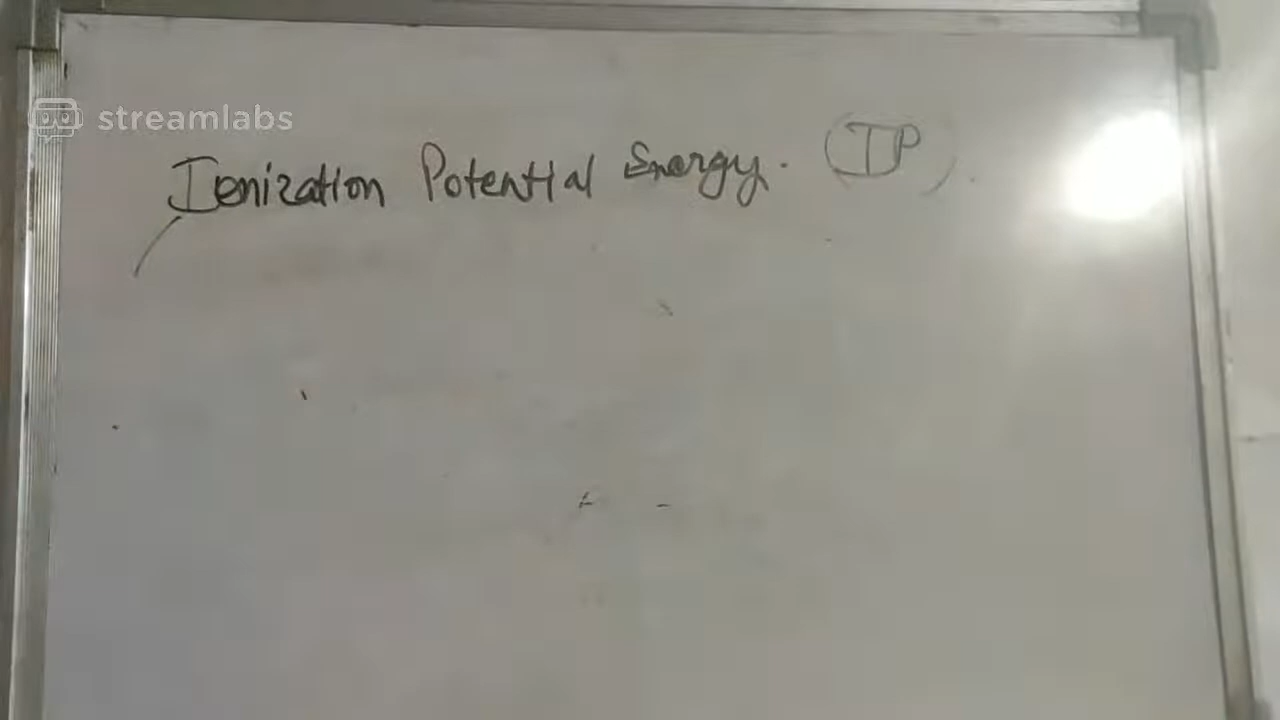 streamlabs
Ionization Potential Energy. (IP).